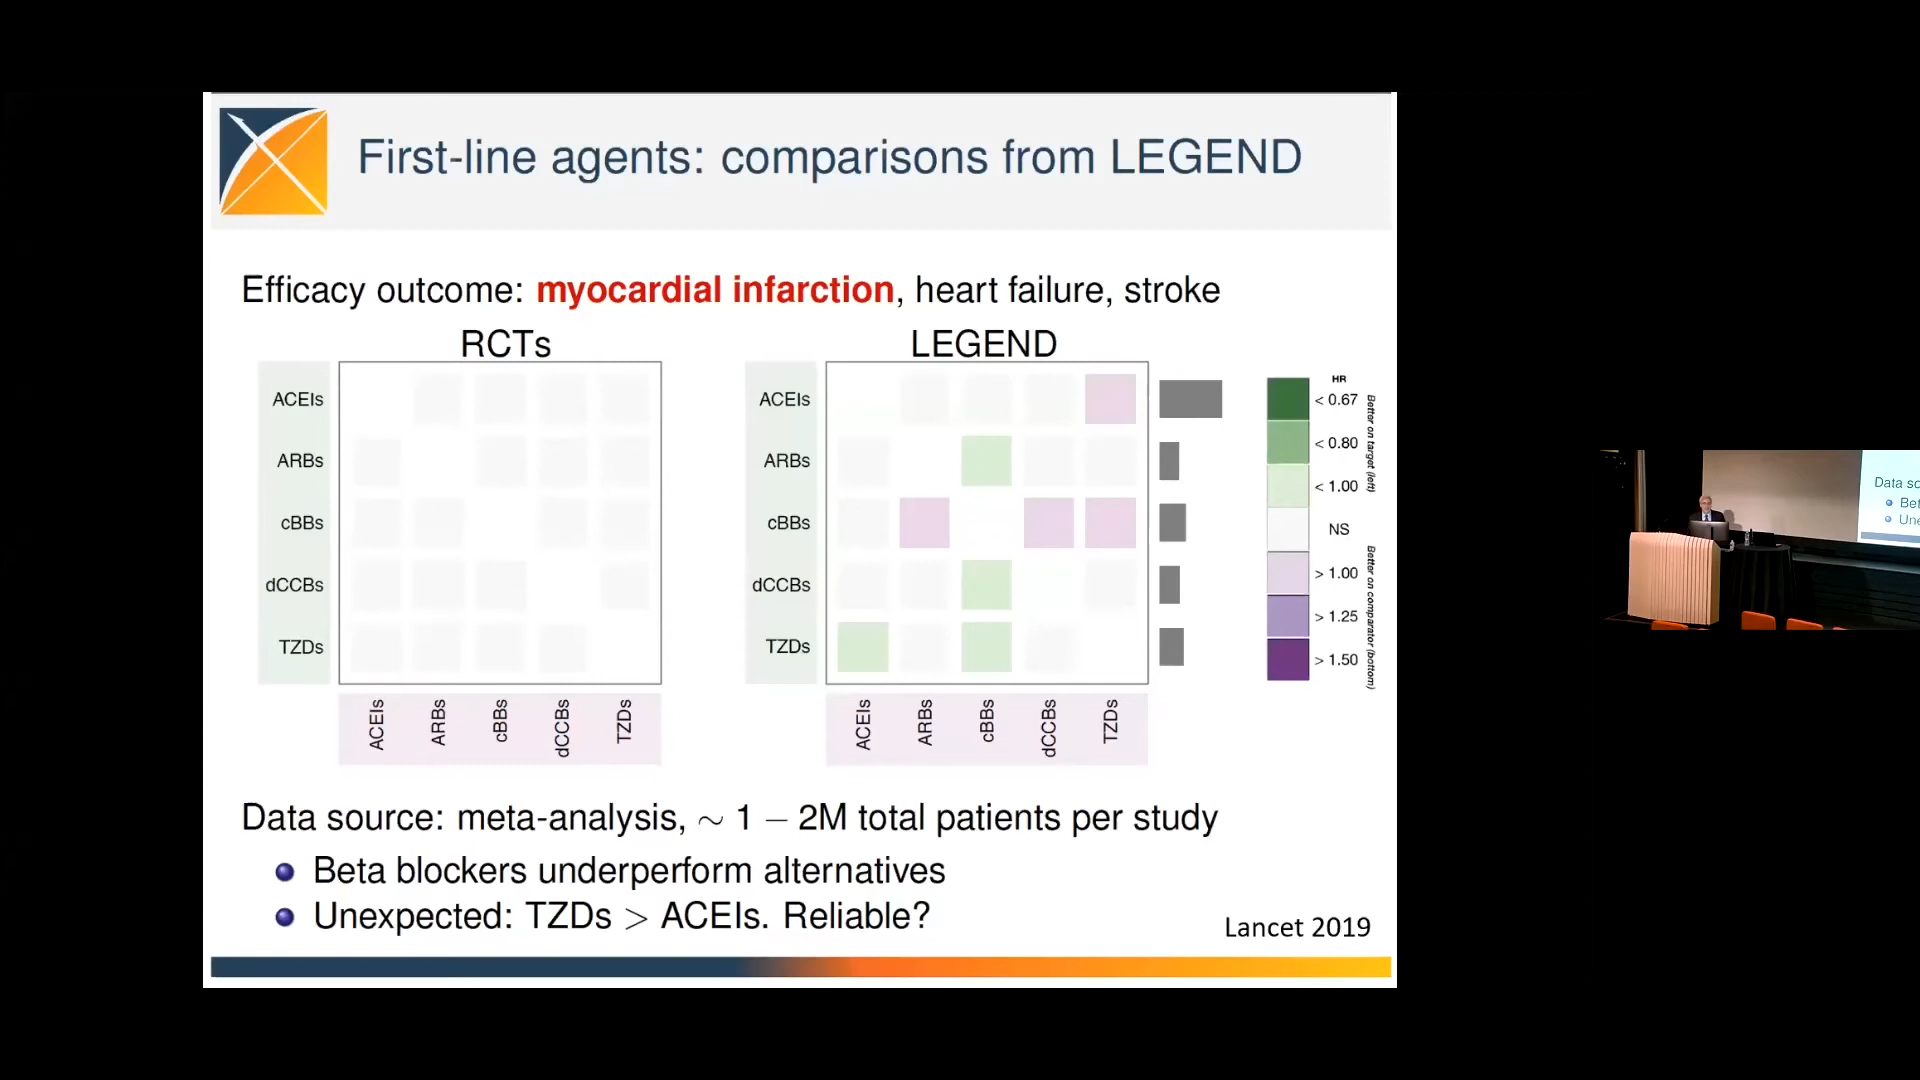 First-line agents: comparisons from LEGEND
Efficacy outcome: myocardial infarction, heart failure, stroke
RCTs
ACEIs
ARBs
cBBs
dCCBs
TZDs
ACEIs
ARBs
cBBs
dCCBs
TZDs
LEGEND
ACEIs
ARBs
cBBs
dCCBs
TZDs
ACEIs
ARBs
cBBs
dCCBs
TZDs
HR
< 0.67
< 0.80
< 1.00
NS
> 1.00
> 1.25
> 1.50
Better on target (left)
Better on comparator (bottom)
Data source: meta-analysis, ∼ 1 − 2M total patients per study
Beta blockers underperform alternatives
Unexpected: TZDs > ACEIs. Reliable?
Lancet 2019
Data so
Bet
Une